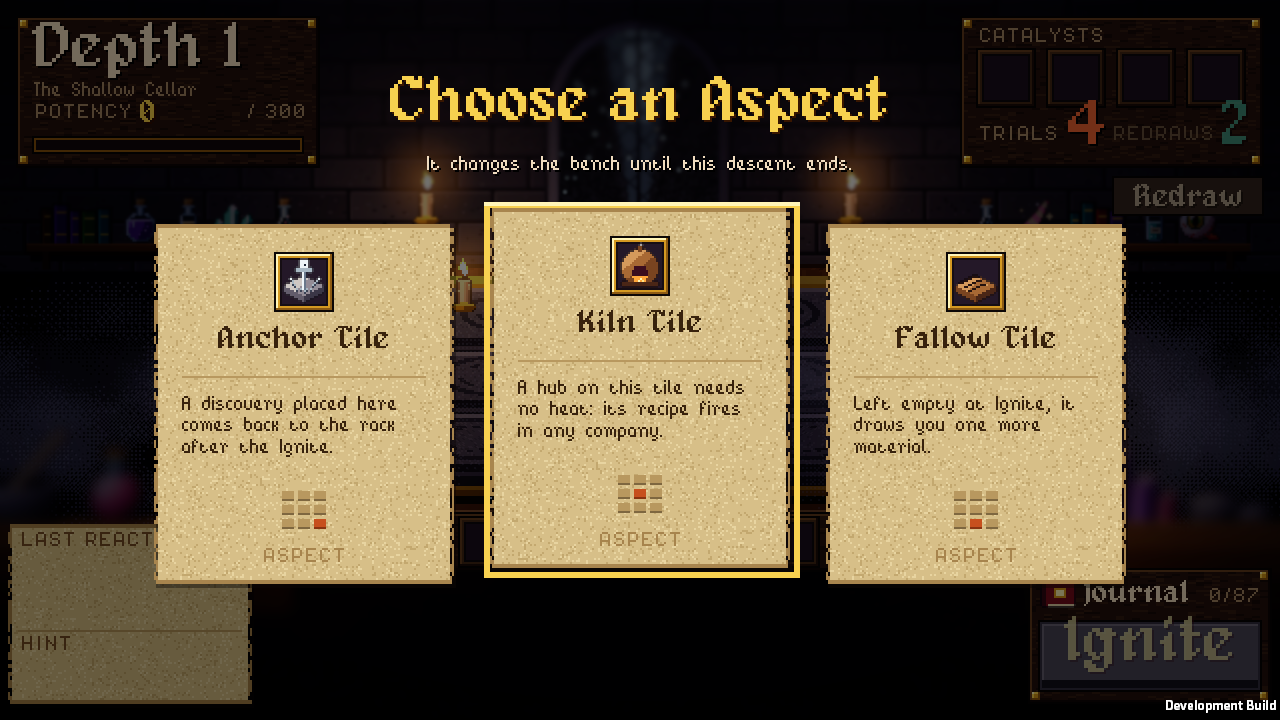 Depth 1
The Shallow Cellar
POTENCY 0 / 300
CATALYSTS
TRIALS 4 REDRAWS 2
Redraw
Choose an Aspect
It changes the bench until this descent ends.
Anchor Tile
A discovery placed here
comes back to the rack
after the Ignite.
ASPECT
Kiln Tile
A hub on this tile needs
no heat: its recipe fires
in any company.
ASPECT
Fallow Tile
Left empty at Ignite, it
draws you one more
material.
ASPECT
LAST REACT
HINT
Journal 0/87
Ignite
Development Build